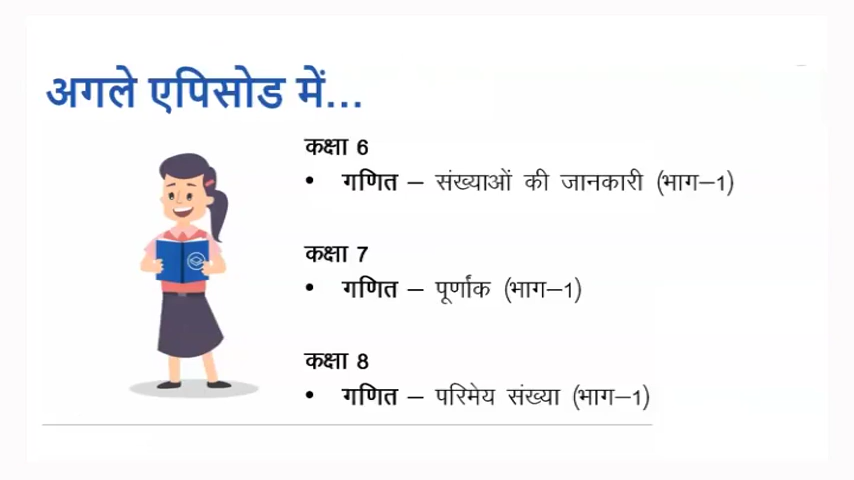 अगले एपिसोड में...
कक्षा 6
• गणित – संख्याओं की जानकारी (भाग–1)
कक्षा 7
• गणित – पूर्णांक (भाग–1)
कक्षा 8
• गणित – परिमेय संख्या (भाग–1)